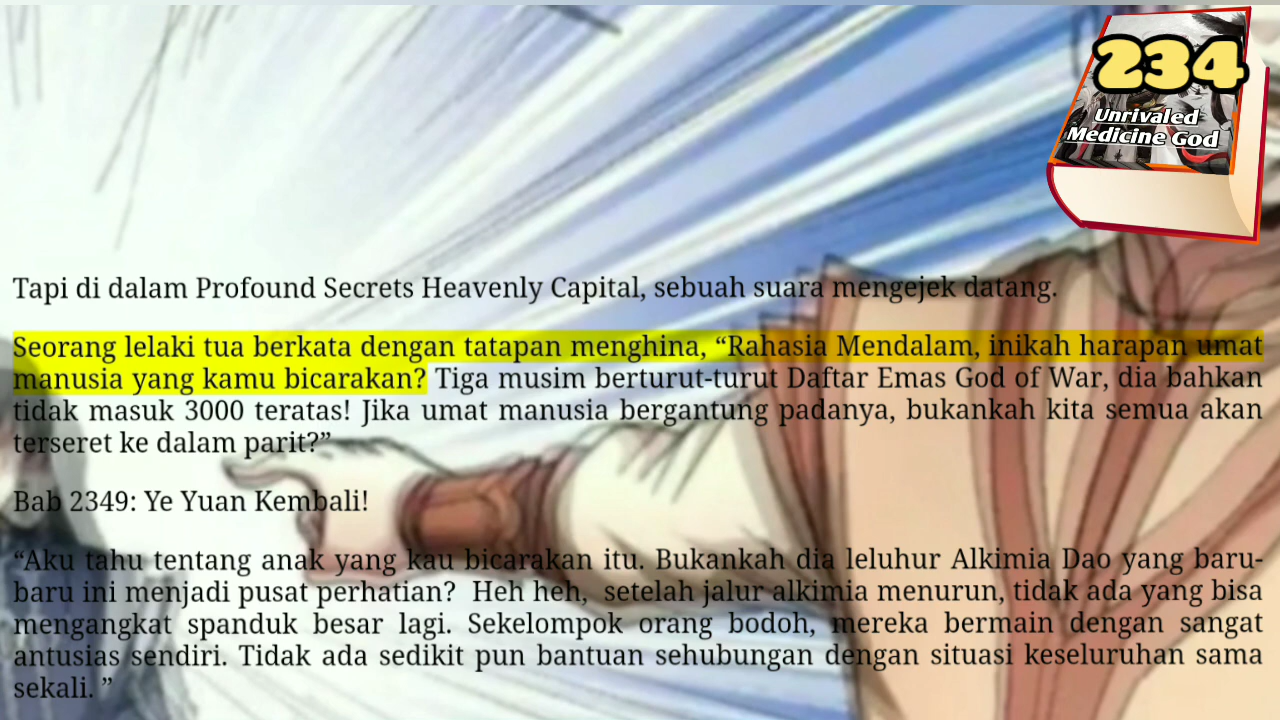 234
Unrivaled
Medicine God
Tapi di dalam Profound Secrets Heavenly Capital, sebuah suara mengejek datang.
Seorang lelaki tua berkata dengan tatapan menghina, “Rahasia Mendalam, inikah harapan umat
manusia yang kamu bicarakan? Tiga musim berturut-turut Daftar Emas God of War, dia bahkan
tidak masuk 3000 teratas! Jika umat manusia bergantung padanya, bukankah kita semua akan
terseret ke dalam parit?”
Bab 2349: Ye Yuan Kembali!
“Aku tahu tentang anak yang kau bicarakan itu. Bukankah dia leluhur Alkimia Dao yang baru-
baru ini menjadi pusat perhatian? Heh heh, setelah jalur alkimia menurun, tidak ada yang bisa
mengangkat spanduk besar lagi. Sekelompok orang bodoh, mereka bermain dengan sangat
antusias sendiri. Tidak ada sedikit pun bantuan sehubungan dengan situasi keseluruhan sama
sekali. ”